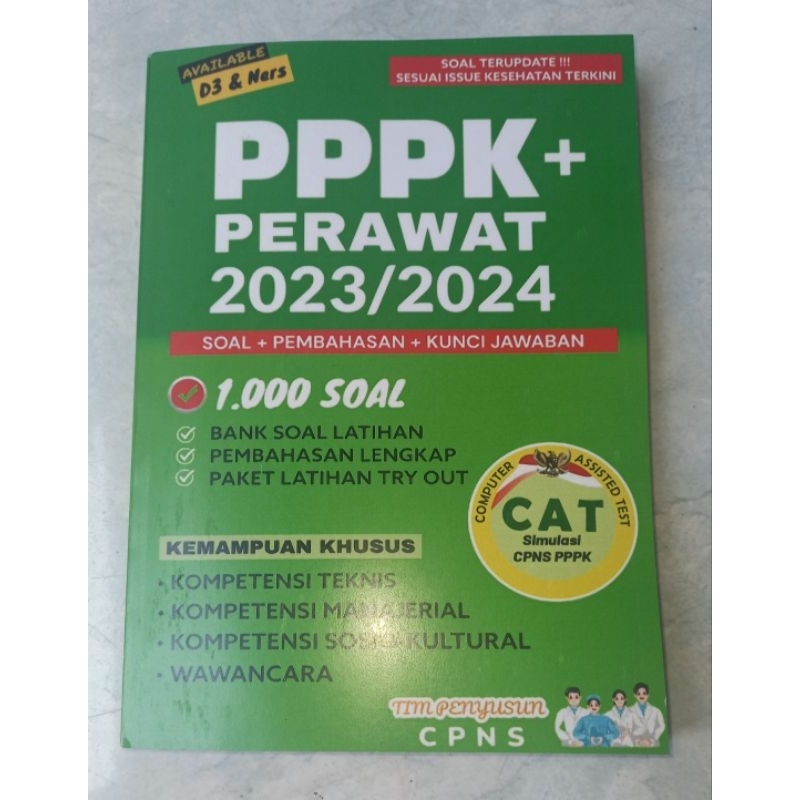 AVAILABLE
D3 & Ners
SOAL TERUPDATE !!!
SESUAI ISSUE KESEHATAN TERKINI
PPPK+
PERAWAT
2023/2024
SOAL + PEMBAHASAN + KUNCI JAWABAN
1.000 SOAL
BANK SOAL LATIHAN
PEMBAHASAN LENGKAP
PAKET LATIHAN TRY OUT
COMPUTER ASSISTED TEST
CAT
Simulasi
CPNS PPPK
KEMAMPUAN KHUSUS
• KOMPETENSI TEKNIS
• KOMPETENSI MANAJERIAL
• KOMPETENSI SOSIO-KULTURAL
• WAWANCARA
TIM PENYUSUN
CPNS